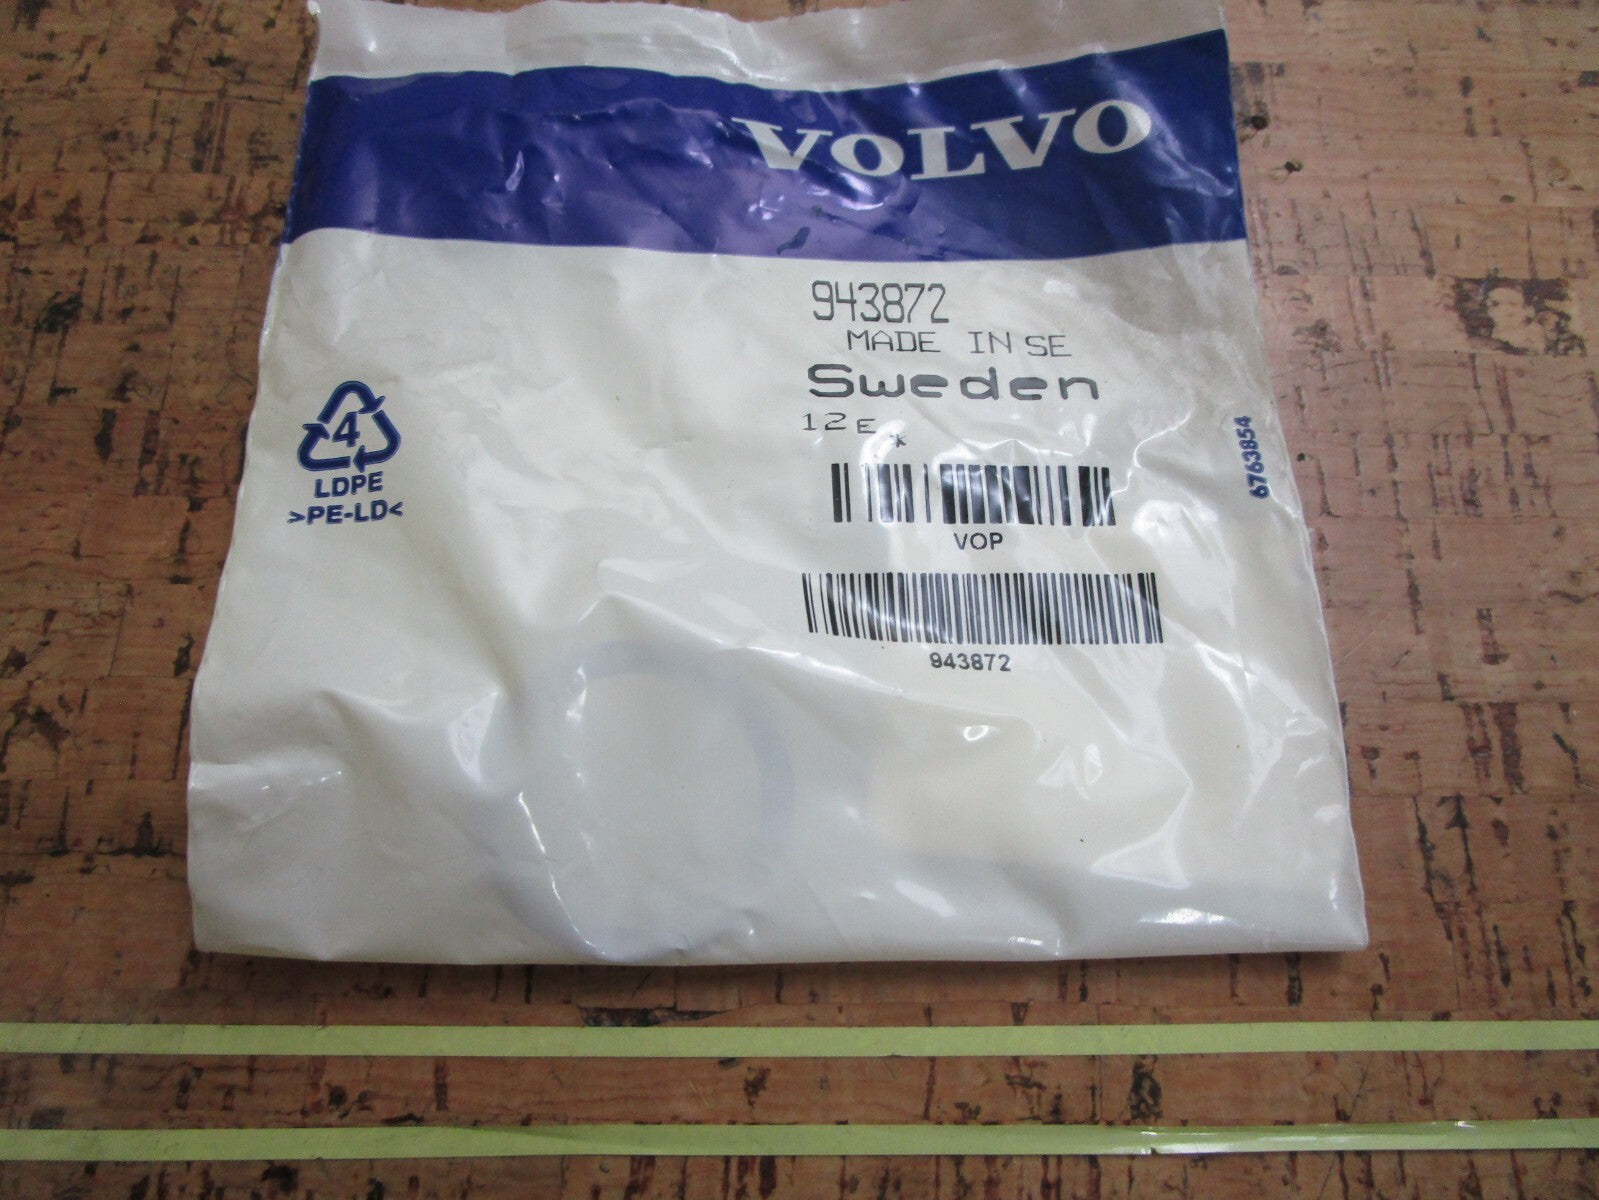 VOLVO
943872
MADE IN SE
Sweden
12E *
4
LDPE
>PE-LD<
VOP
943872
6763854